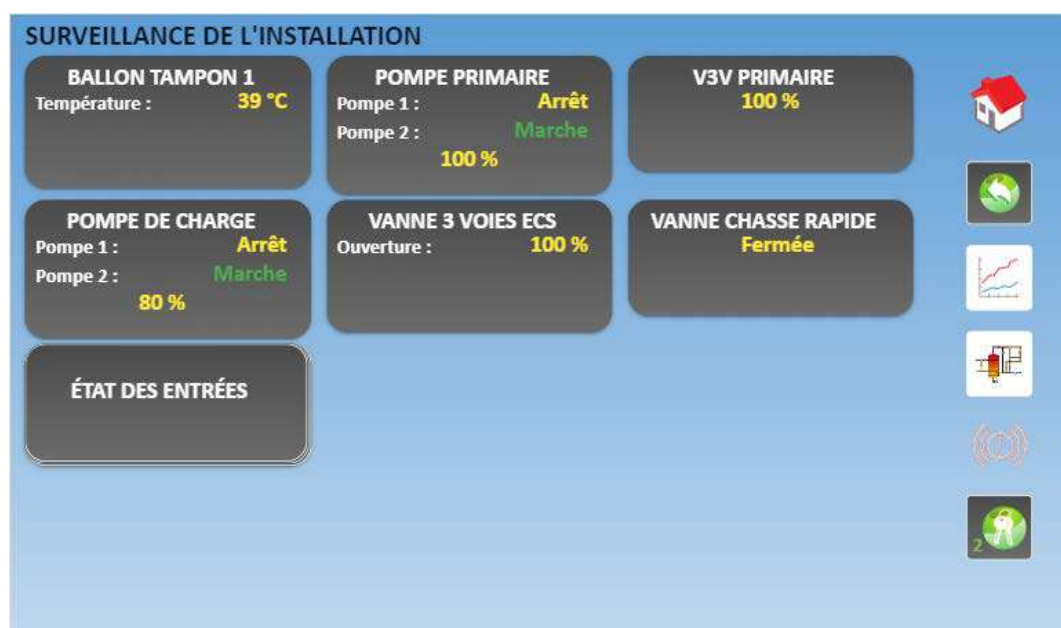 SURVEILLANCE DE L'INSTALLATION
BALLON TAMPON 1
Température : 39 °C
POMPE PRIMAIRE
Pompe 1 : Arrêt
Pompe 2 : Marche
100 %
V3V PRIMAIRE
100 %
POMPE DE CHARGE
Pompe 1 : Arrêt
Pompe 2 : Marche
80 %
VANNE 3 VOIES ECS
Ouverture : 100 %
VANNE CHASSE RAPIDE
Fermée
ÉTAT DES ENTRÉES
2